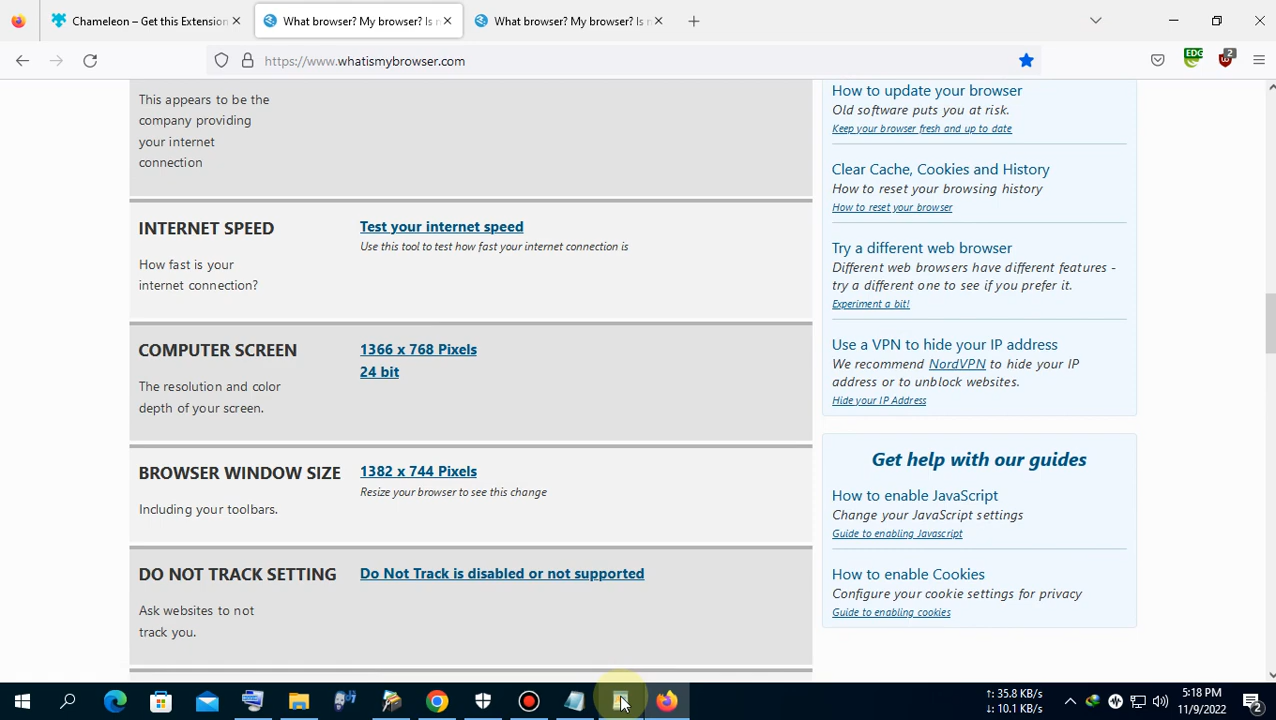 Chameleon – Get this Extension
What browser? My browser? Is n
What browser? My browser? Is n
https://www.whatismybrowser.com
EDG
2
This appears to be the
company providing
your internet
connection
INTERNET SPEED
How fast is your
internet connection?
Test your internet speed
Use this tool to test how fast your internet connection is
COMPUTER SCREEN
The resolution and color
depth of your screen.
1366 x 768 Pixels
24 bit
BROWSER WINDOW SIZE
Including your toolbars.
1382 x 744 Pixels
Resize your browser to see this change
DO NOT TRACK SETTING
Ask websites to not
track you.
Do Not Track is disabled or not supported
How to update your browser
Old software puts you at risk.
Keep your browser fresh and up to date
Clear Cache, Cookies and History
How to reset your browsing history
How to reset your browser
Try a different web browser
Different web browsers have different features -
try a different one to see if you prefer it.
Experiment a bit!
Use a VPN to hide your IP address
We recommend NordVPN to hide your IP
address or to unblock websites.
Hide your IP Address
Get help with our guides
How to enable JavaScript
Change your JavaScript settings
Guide to enabling Javascript
How to enable Cookies
Configure your cookie settings for privacy
Guide to enabling cookies
↑: 35.8 KB/s
↓: 10.1 KB/s
5:18 PM
11/9/2022
2